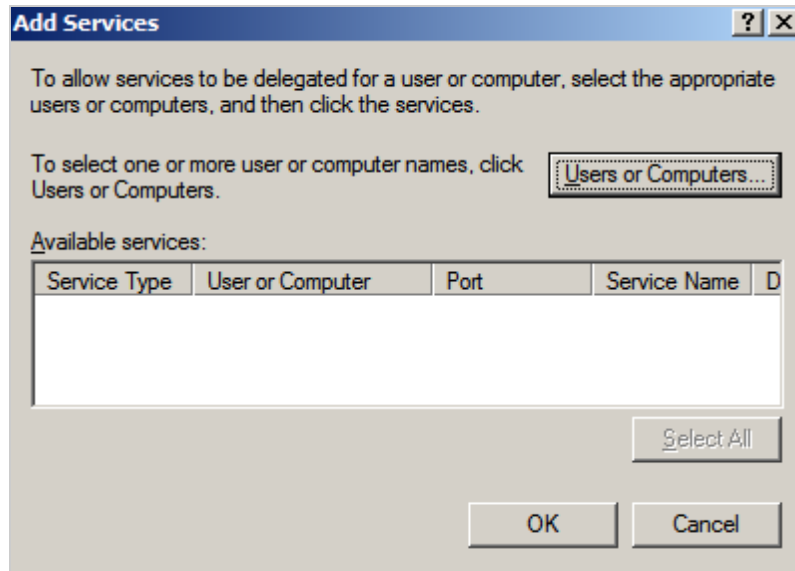 Add Services
To allow services to be delegated for a user or computer, select the appropriate
users or computers, and then click the services.
To select one or more user or computer names, click
Users or Computers.
Users or Computers...
Available services:
Service Type User or Computer Port Service Name D
Select All
OK Cancel